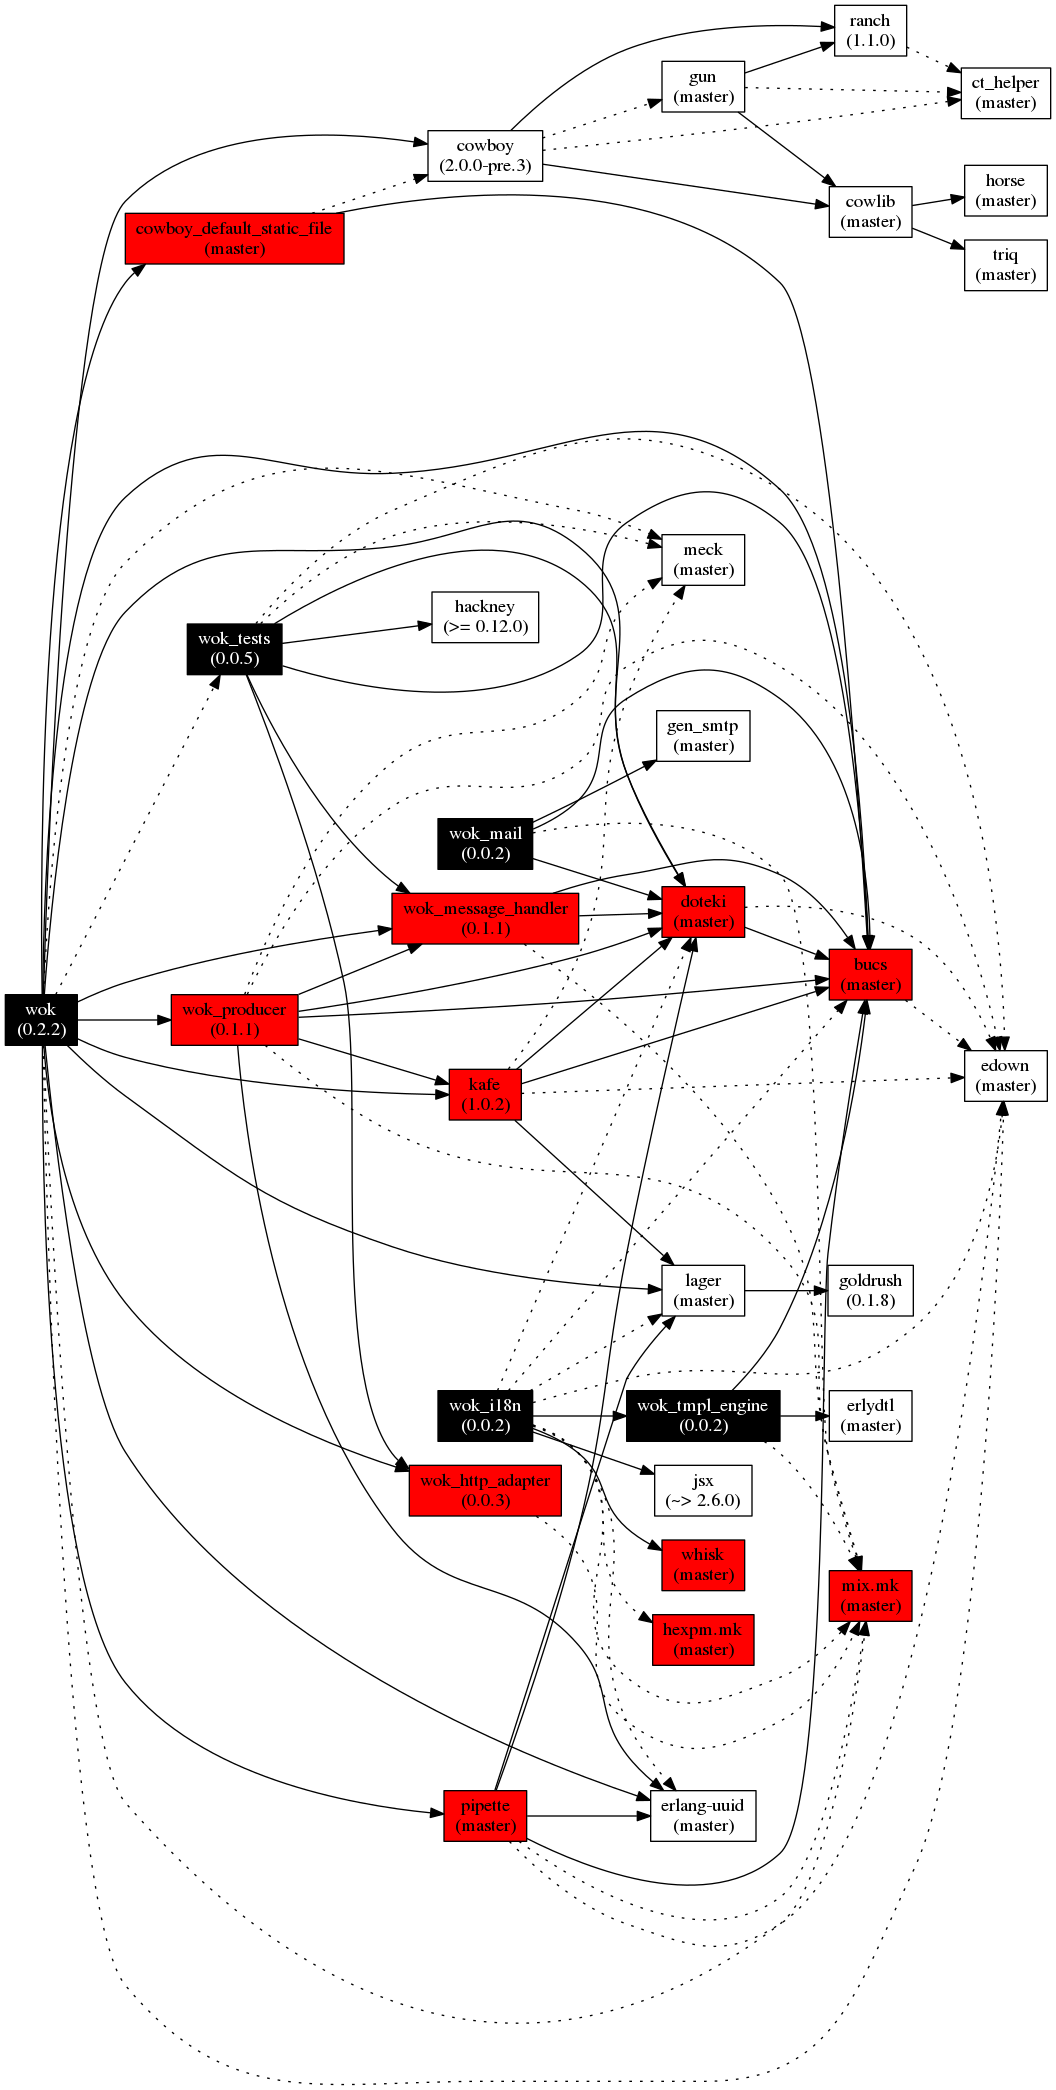 ranch
(1.1.0)
gun
(master)
ct_helper
(master)
cowboy
(2.0.0-pre.3)
horse
(master)
cowlib
(master)
cowboy_default_static_file
(master)
triq
(master)
meck
(master)
hackney
(>= 0.12.0)
wok_tests
(0.0.5)
gen_smtp
(master)
wok_mail
(0.0.2)
doteki
(master)
wok_message_handler
(0.1.1)
bucs
(master)
wok
(0.2.2)
wok_producer
(0.1.1)
edown
(master)
kafe
(1.0.2)
lager
(master)
goldrush
(0.1.8)
wok_i18n
(0.0.2)
wok_tmpl_engine
(0.0.2)
erlydtl
(master)
wok_http_adapter
(0.0.3)
jsx
(~> 2.6.0)
whisk
(master)
mix.mk
(master)
hexpm.mk
(master)
pipette
(master)
erlang-uuid
(master)